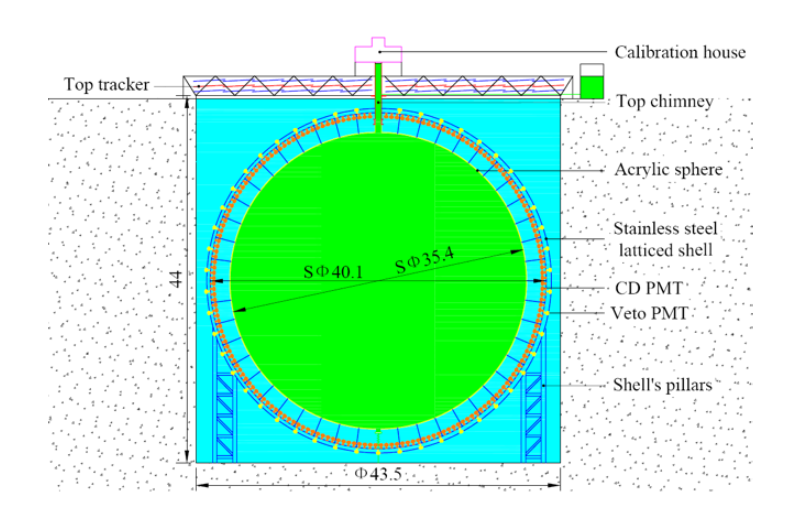 Calibration house
Top tracker
Top chimney
Acrylic sphere
Stainless steel
latticed shell
SΦ40.1
SΦ35.4
44
CD PMT
Veto PMT
Shell's pillars
Φ43.5